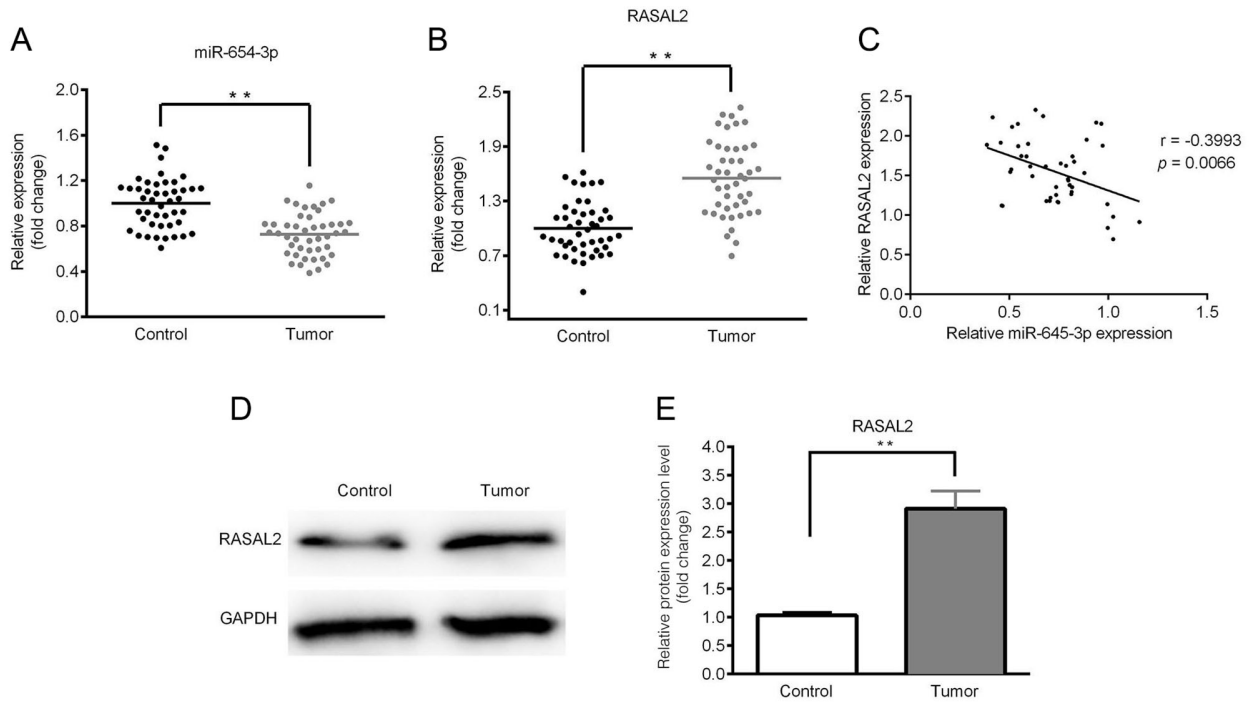 A
miR-654-3p
**
Relative expression
(fold change)
2.0
1.6
1.2
0.8
0.4
0.0
Control
Tumor
B
RASAL2
**
Relative expression
(fold change)
2.5
1.9
1.3
0.7
0.1
Control
Tumor
C
Relative RASAL2 expression
2.5
2.0
1.5
1.0
0.5
0.0
0.0
0.5
1.0
1.5
Relative miR-645-3p expression
r = -0.3993
p = 0.0066
D
Control
Tumor
RASAL2
GAPDH
E
RASAL2
**
Relative protein expression level
(fold change)
4.0
3.5
3.0
2.5
2.0
1.5
1.0
0.5
0.0
Control
Tumor